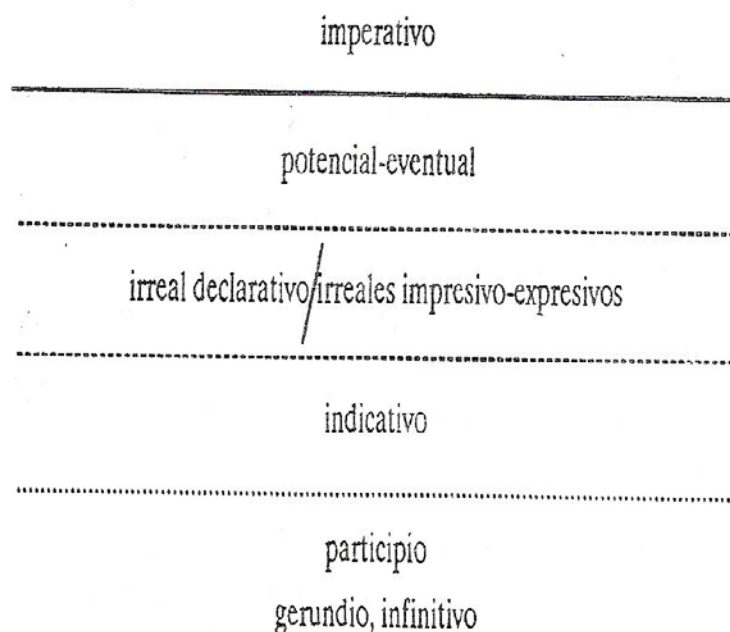 imperativo
potencial-eventual
irreal declarativo/irreales impresivo-expresivos
indicativo
participio
gerundio, infinitivo